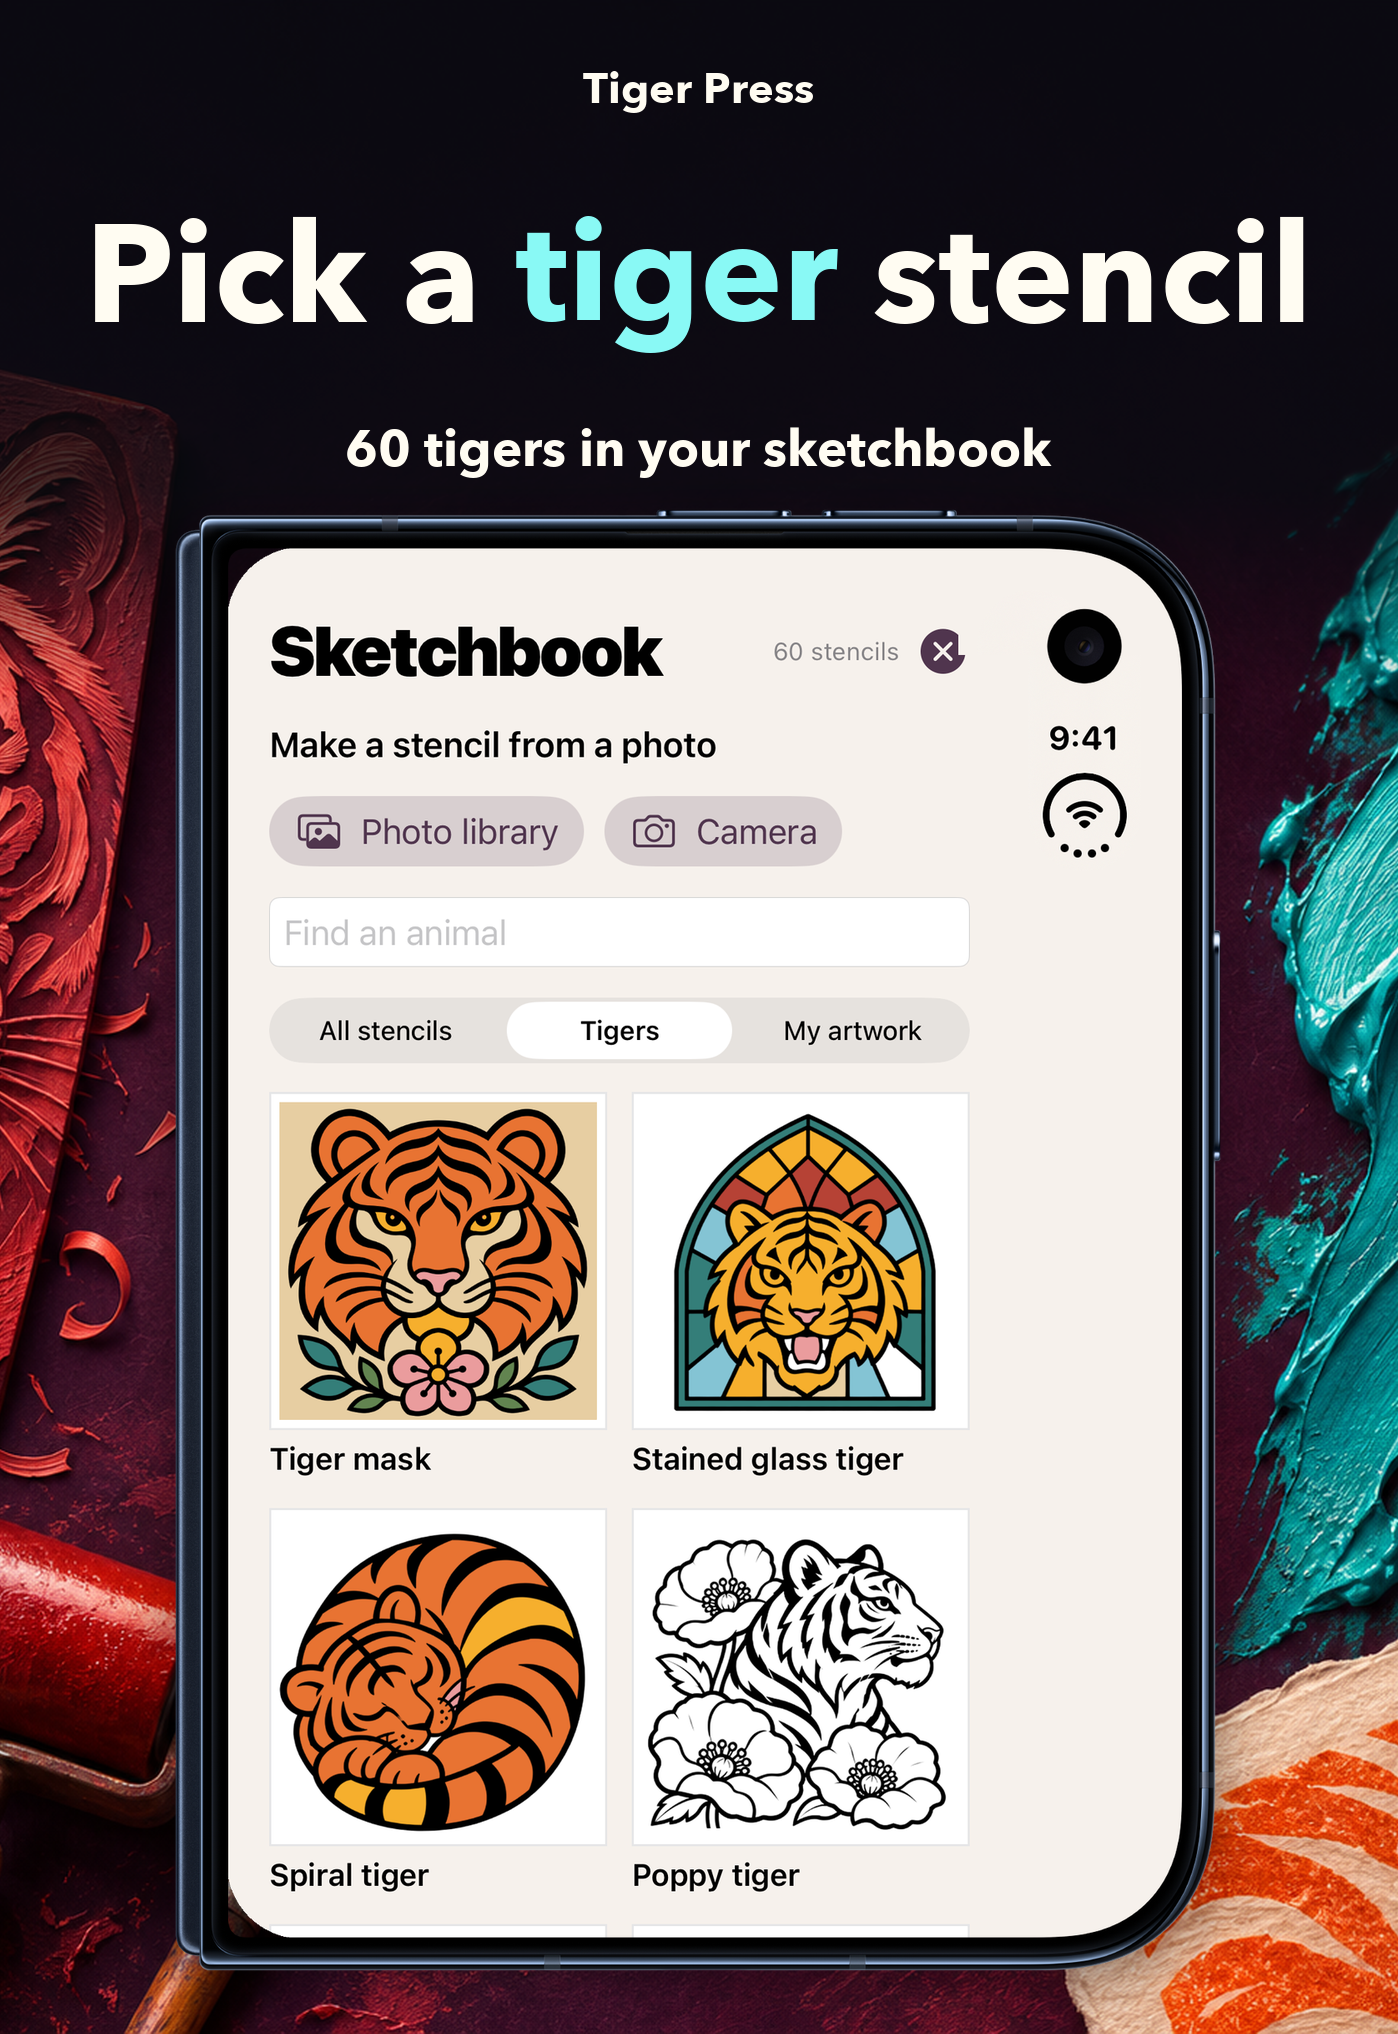 Tiger Press
Pick a tiger stencil
60 tigers in your sketchbook
Sketchbook
60 stencils
9:41
Make a stencil from a photo
Photo library
Camera
Find an animal
All stencils
Tigers
My artwork
Tiger mask
Stained glass tiger
Spiral tiger
Poppy tiger